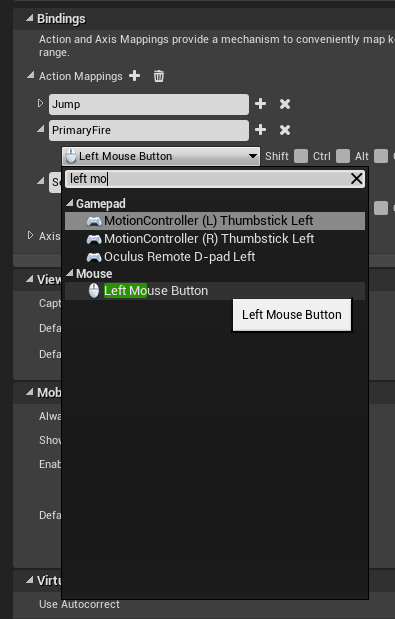 Bindings
Action and Axis Mappings provide a mechanism to conveniently map
range.
Action Mappings
Jump
PrimaryFire
Left Mouse Button Shift Ctrl Alt
left mo
Gamepad
MotionController (L) Thumbstick Left
MotionController (R) Thumbstick Left
Oculus Remote D-pad Left
Mouse
Left Mouse Button
Left Mouse Button
Axis
View
Capt
Defa
Defa
Mob
Alwa
Show
Enab
Defa
Virtu
Use Autocorrect